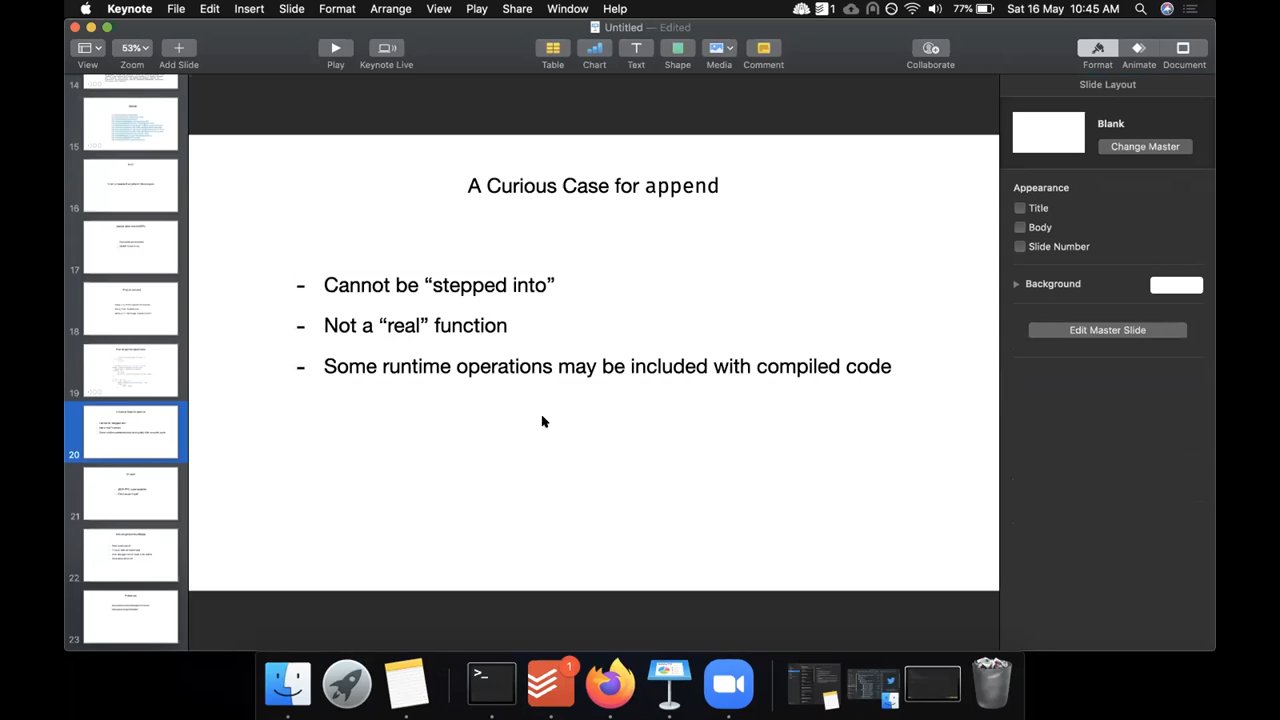 Keynote File Edit Insert Slide Format Arrange View Play Share Window Help 77% Sat 16 May 10:45 AM
Untitled — Edited
53%
View Zoom Add Slide Play Keynote Live Table Chart Text Shape Media Comment Collaborate Format Animate Document
Slide Layout
Blank
Change Master
Appearance
Title
Body
Slide Number
Background
Edit Master Slide
14
15
16
17
18
19
20
21
22
23
A Curious Case for append
- Cannot be “stepped into”
- Not a “real” function
- Some runtime operations may be included with compiled code
1